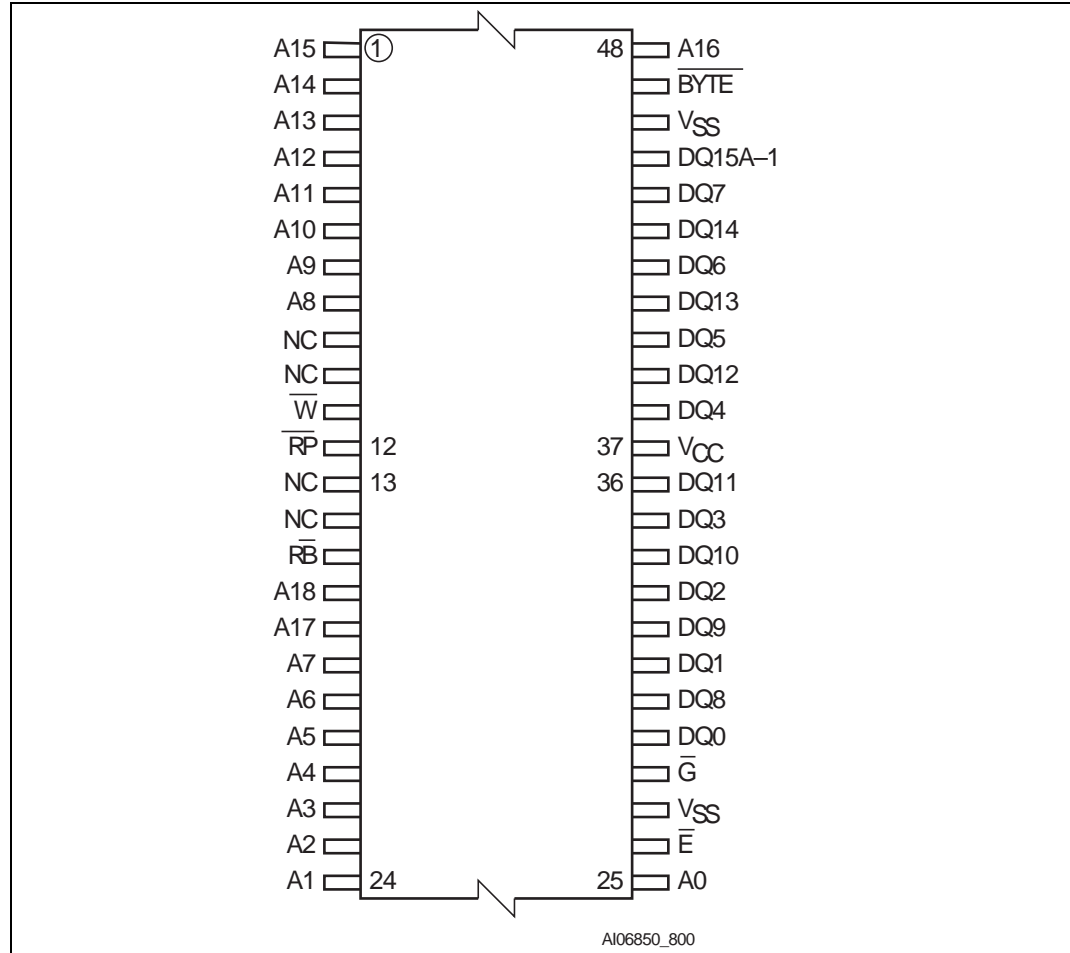 A15 1 48 A16
A14 B̅Y̅T̅E̅
A13 VSS
A12 DQ15A–1
A11 DQ7
A10 DQ14
A9 DQ6
A8 DQ13
NC DQ5
NC DQ12
W̅ DQ4
R̅P̅ 12 37 VCC
NC 13 36 DQ11
NC DQ3
RB̅ DQ10
A18 DQ2
A17 DQ9
A7 DQ1
A6 DQ8
A5 DQ0
A4 G̅
A3 VSS
A2 E̅
A1 24 25 A0
AI06850_800